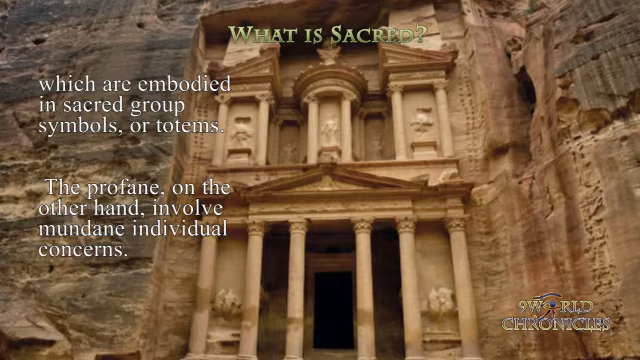 What is Sacred?
which are embodied
in sacred group
symbols, or totems.
The profane, on the
other hand, involve
mundane individual
concerns.
9World
Chronicles